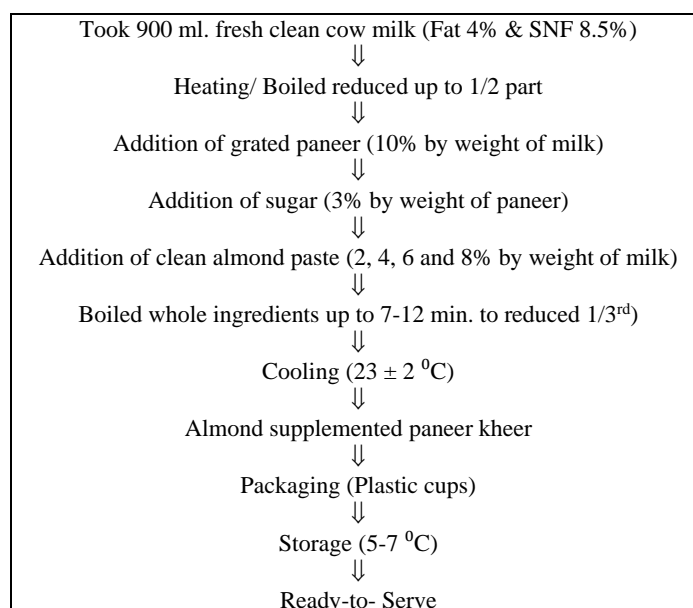 Took 900 ml. fresh clean cow milk (Fat 4% & SNF 8.5%)
⇓
Heating/ Boiled reduced up to 1/2 part
⇓
Addition of grated paneer (10% by weight of milk)
⇓
Addition of sugar (3% by weight of paneer)
⇓
Addition of clean almond paste (2, 4, 6 and 8% by weight of milk)
⇓
Boiled whole ingredients up to 7-12 min. to reduced 1/3rd)
⇓
Cooling (23 ± 2 ⁰C)
⇓
Almond supplemented paneer kheer
⇓
Packaging (Plastic cups)
⇓
Storage (5-7 ⁰C)
⇓
Ready-to- Serve